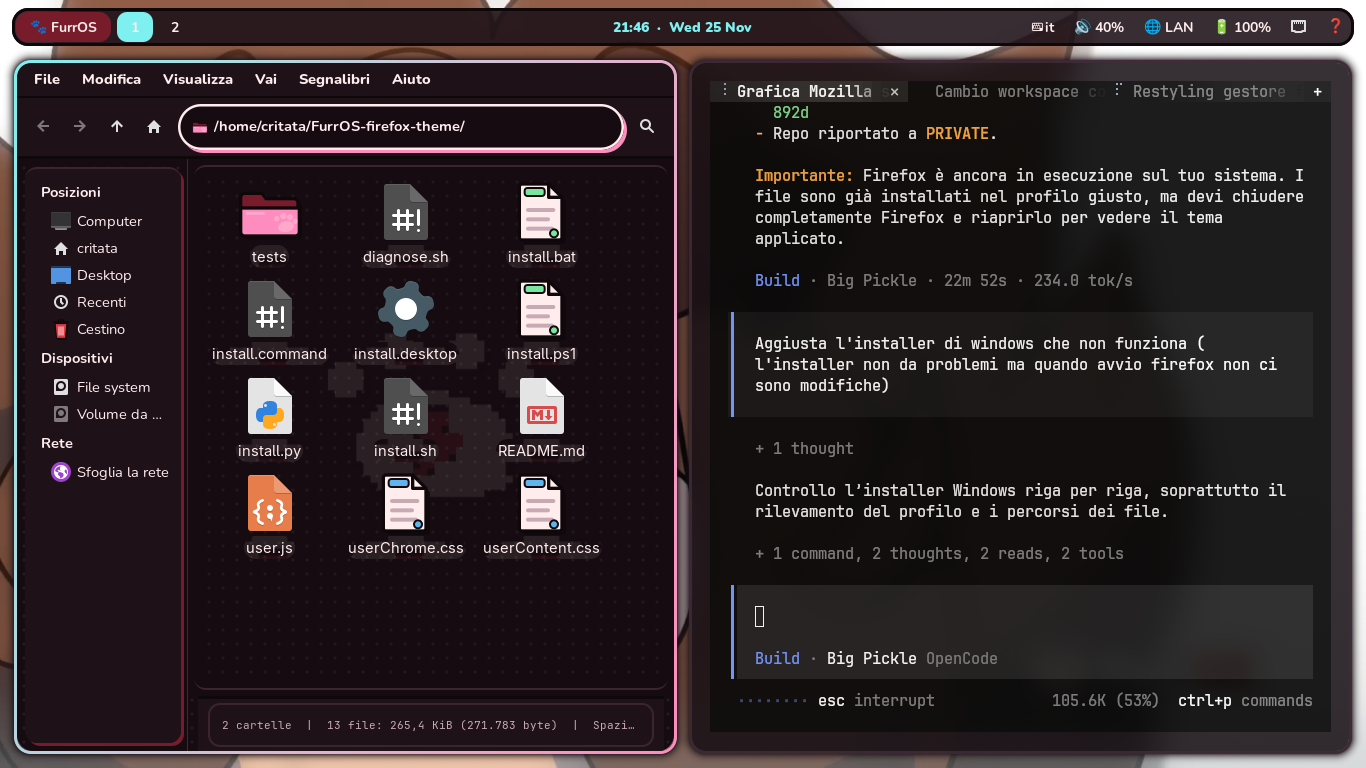 FurrOS
1
2
21:46 · Wed 25 Nov
it
40%
LAN
100%
File Modifica Visualizza Vai Segnalibri Aiuto
/home/critata/FurrOS-firefox-theme/
Posizioni
Computer
critata
Desktop
Recenti
Cestino
Dispositivi
File system
Volume da ...
Rete
Sfoglia la rete
tests
diagnose.sh
install.bat
install.command
install.desktop
install.ps1
install.py
install.sh
README.md
user.js
userChrome.css
userContent.css
2 cartelle | 13 file: 265,4 KiB (271.783 byte) | Spazi…
Grafica Mozilla × Cambio workspace Restyling gestore +
892d
- Repo riportato a PRIVATE.
Importante: Firefox è ancora in esecuzione sul tuo sistema. I
file sono già installati nel profilo giusto, ma devi chiudere
completamente Firefox e riaprirlo per vedere il tema
applicato.
Build · Big Pickle · 22m 52s · 234.0 tok/s
Aggiusta l'installer di windows che non funziona (
l'installer non da problemi ma quando avvio firefox non ci
sono modifiche)
+ 1 thought
Controllo l'installer Windows riga per riga, soprattutto il
rilevamento del profilo e i percorsi dei file.
+ 1 command, 2 thoughts, 2 reads, 2 tools
Build · Big Pickle OpenCode
esc interrupt 105.6K (53%) ctrl+p commands